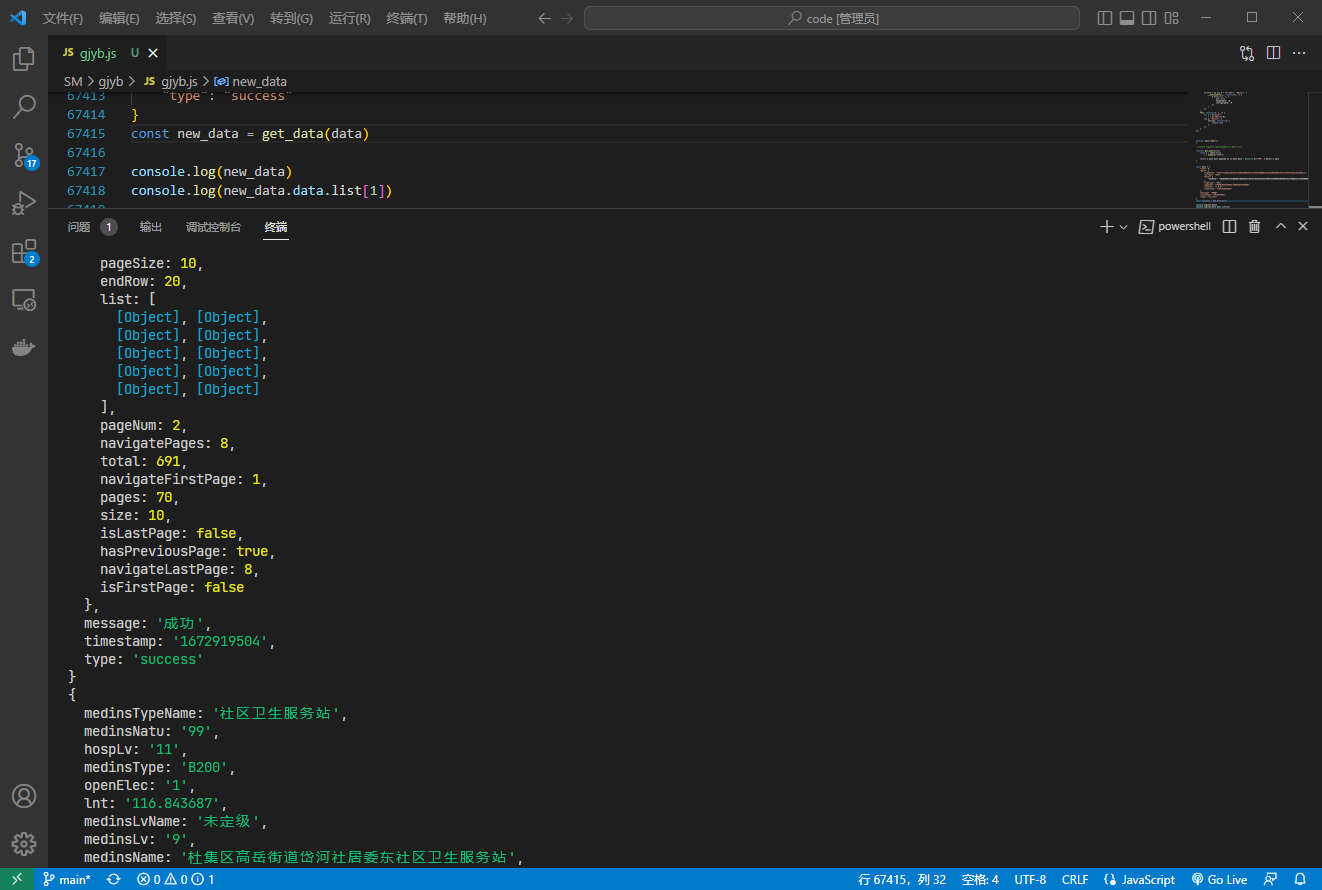 文件(F) 编辑(E) 选择(S) 查看(V) 转到(G) 运行(R) 终端(T) 帮助(H) code [管理员]
JS gjyb.js U
SM > gjyb > JS gjyb.js > new_data
67413 "type": "success"
67414 }
67415 const new_data = get_data(data)
67416
67417 console.log(new_data.data.list[1])
67418 console.log(new_data.data.list[1])
17
2
问题 1 输出 调试控制台 终端 powershell
pageSize: 10,
endRow: 20,
list: [
[Object], [Object],
[Object], [Object],
[Object], [Object],
[Object], [Object],
[Object], [Object]
],
pageNum: 2,
navigatePages: 8,
total: 691,
navigateFirstPage: 1,
pages: 70,
size: 10,
isLastPage: false,
hasPreviousPage: true,
navigateLastPage: 8,
isFirstPage: false
},
message: '成功',
timestamp: '1672919504',
type: 'success'
}
{
medinsTypeName: '社区卫生服务站',
medinsNatu: '99',
hospLv: '11',
medinsType: 'B200',
openElec: '1',
lnt: '116.843687',
medinsLvName: '未定级',
medinsLv: '9',
medinsName: '杜集区高岳街道岱河社居委东社区卫生服务站',
main* 0 0 1 行 67415，列 32 空格: 4 UTF-8 CRLF JavaScript Go Live